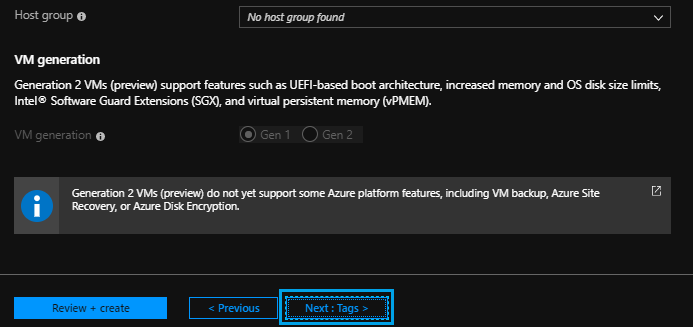 Host group
No host group found
VM generation
Generation 2 VMs (preview) support features such as UEFI-based boot architecture, increased memory and OS disk size limits,
Intel® Software Guard Extensions (SGX), and virtual persistent memory (vPMEM).
VM generation
Gen 1 Gen 2
Generation 2 VMs (preview) do not yet support some Azure platform features, including VM backup, Azure Site
Recovery, or Azure Disk Encryption.
Review + create
< Previous
Next : Tags >